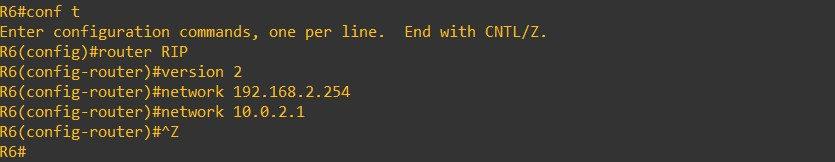 R6#conf t
Enter configuration commands, one per line.  End with CNTL/Z.
R6(config)#router RIP
R6(config-router)#version 2
R6(config-router)#network 192.168.2.254
R6(config-router)#network 10.0.2.1
R6(config-router)#^Z
R6#